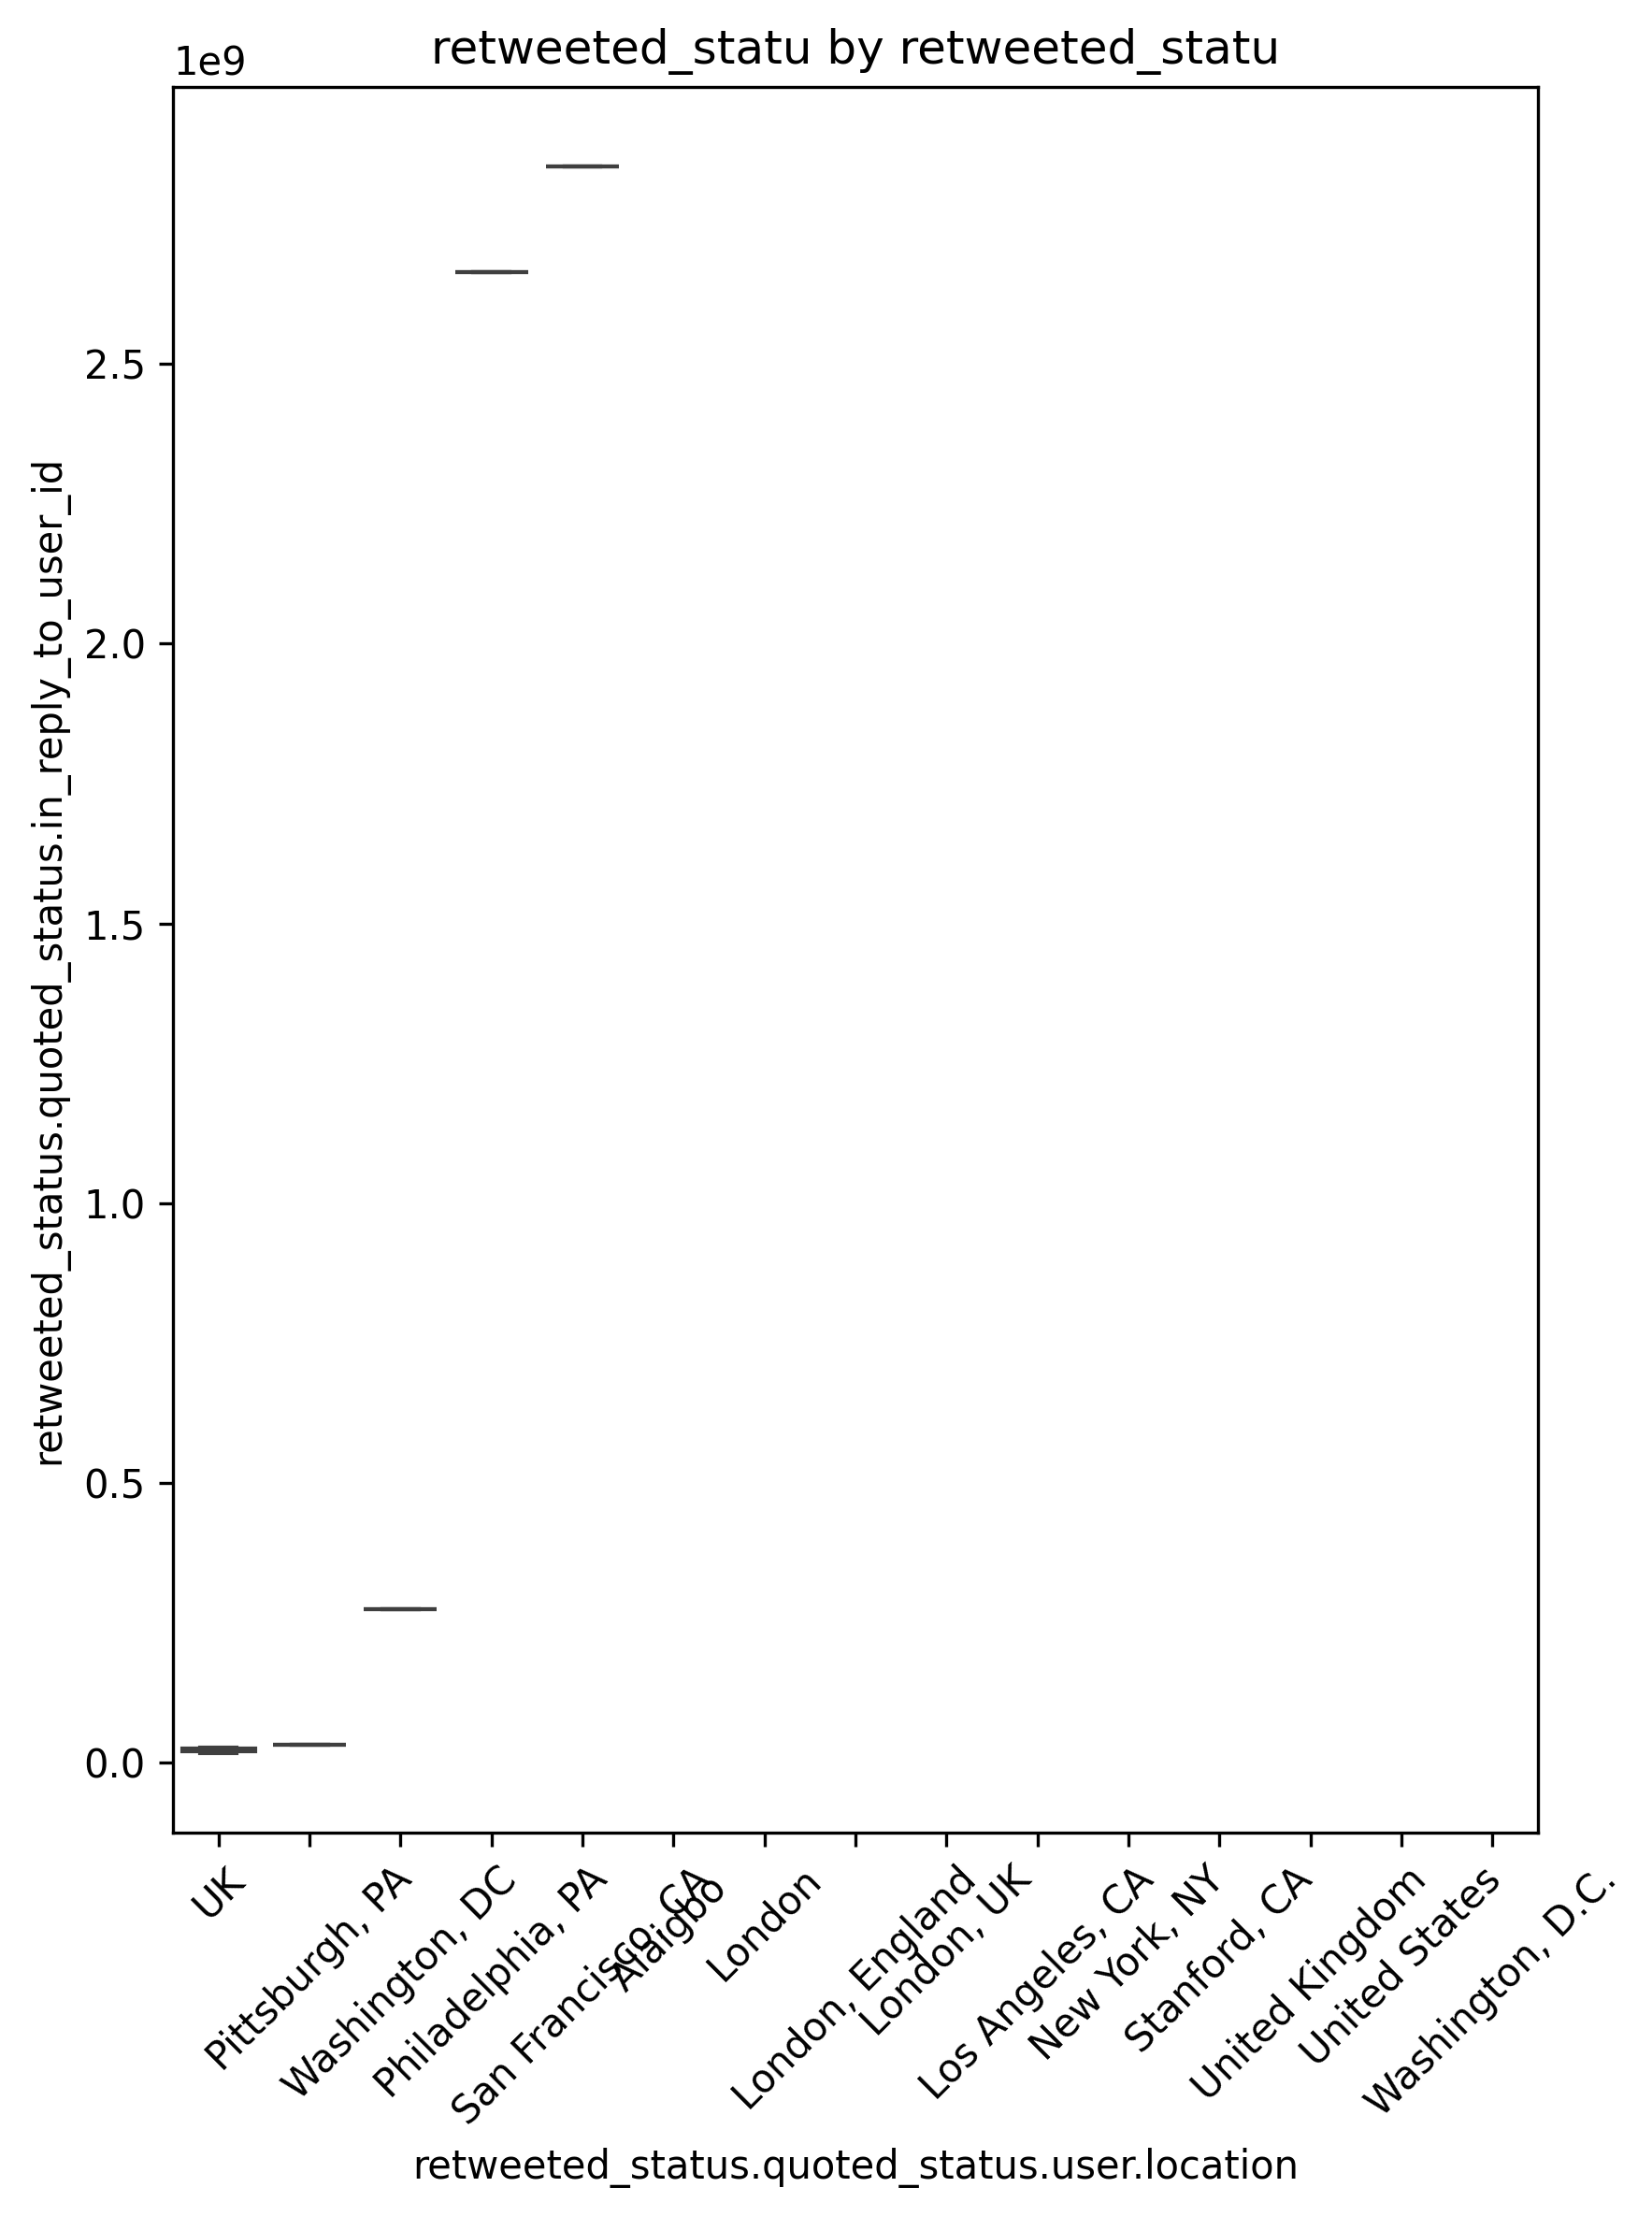 retweeted_statu by retweeted_statu
1e9
2.5
2.0
1.5
1.0
0.5
0.0
retweeted_status.quoted_status.in_reply_to_user_id
UK
Pittsburgh, PA
Washington, DC
Philadelphia, PA
San Francisco, CA
Alaigbo
London
London, England
London, UK
Los Angeles, CA
New York, NY
Stanford, CA
United Kingdom
United States
Washington, D.C.
retweeted_status.quoted_status.user.location